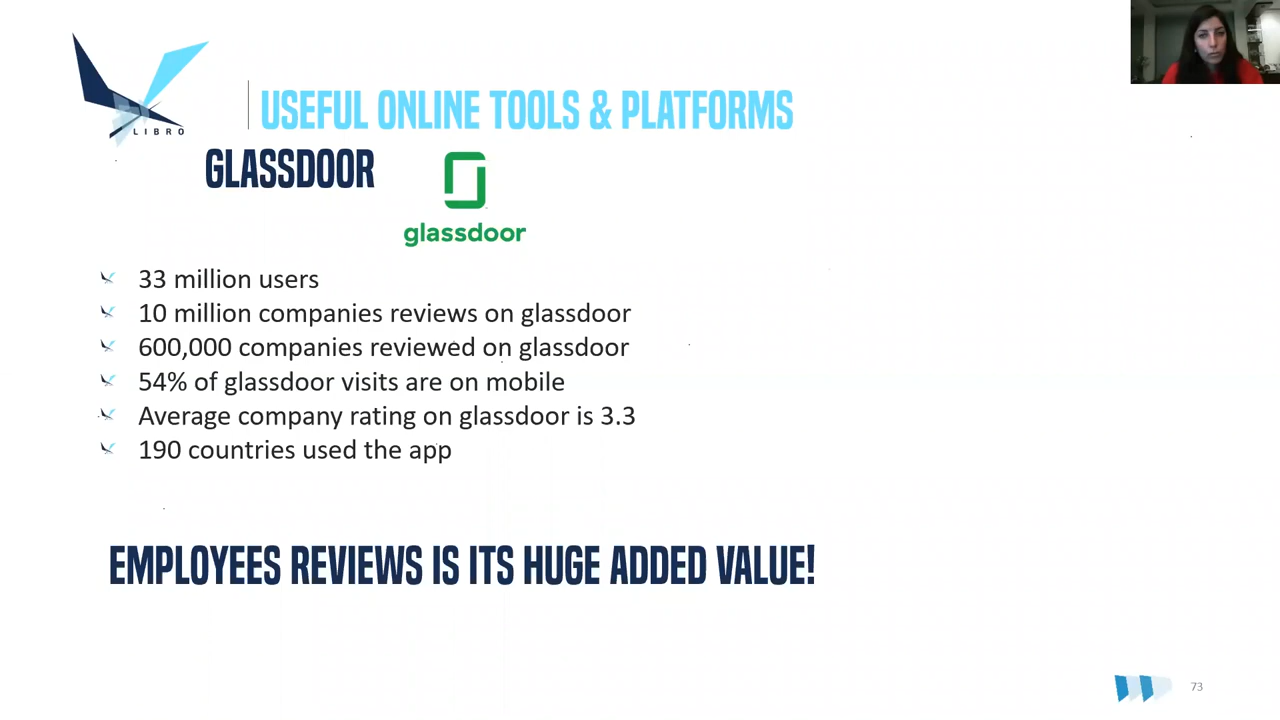 LIBRO
USEFUL ONLINE TOOLS & PLATFORMS
GLASSDOOR
glassdoor
33 million users
10 million companies reviews on glassdoor
600,000 companies reviewed on glassdoor
54% of glassdoor visits are on mobile
Average company rating on glassdoor is 3.3
190 countries used the app
EMPLOYEES REVIEWS IS ITS HUGE ADDED VALUE!
73